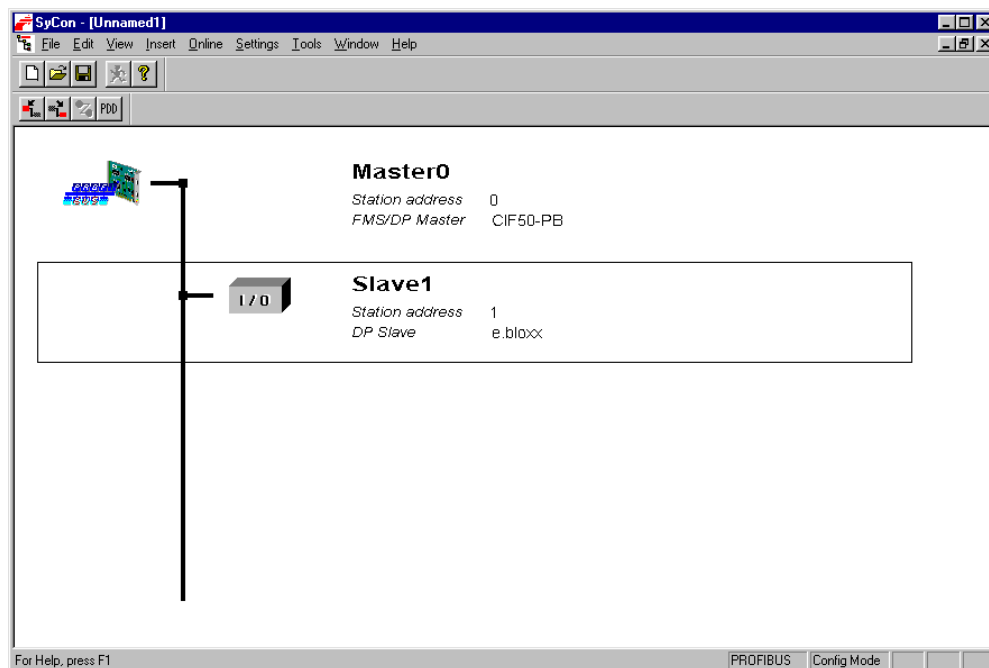 SyCon - [Unnamed1]
File Edit View Insert Online Settings Tools Window Help
PDD
Master0
Station address 0
FMS/DP Master CIF50-PB
I/O
Slave1
Station address 1
DP Slave e.bloxx
For Help, press F1
PROFIBUS Config Mode